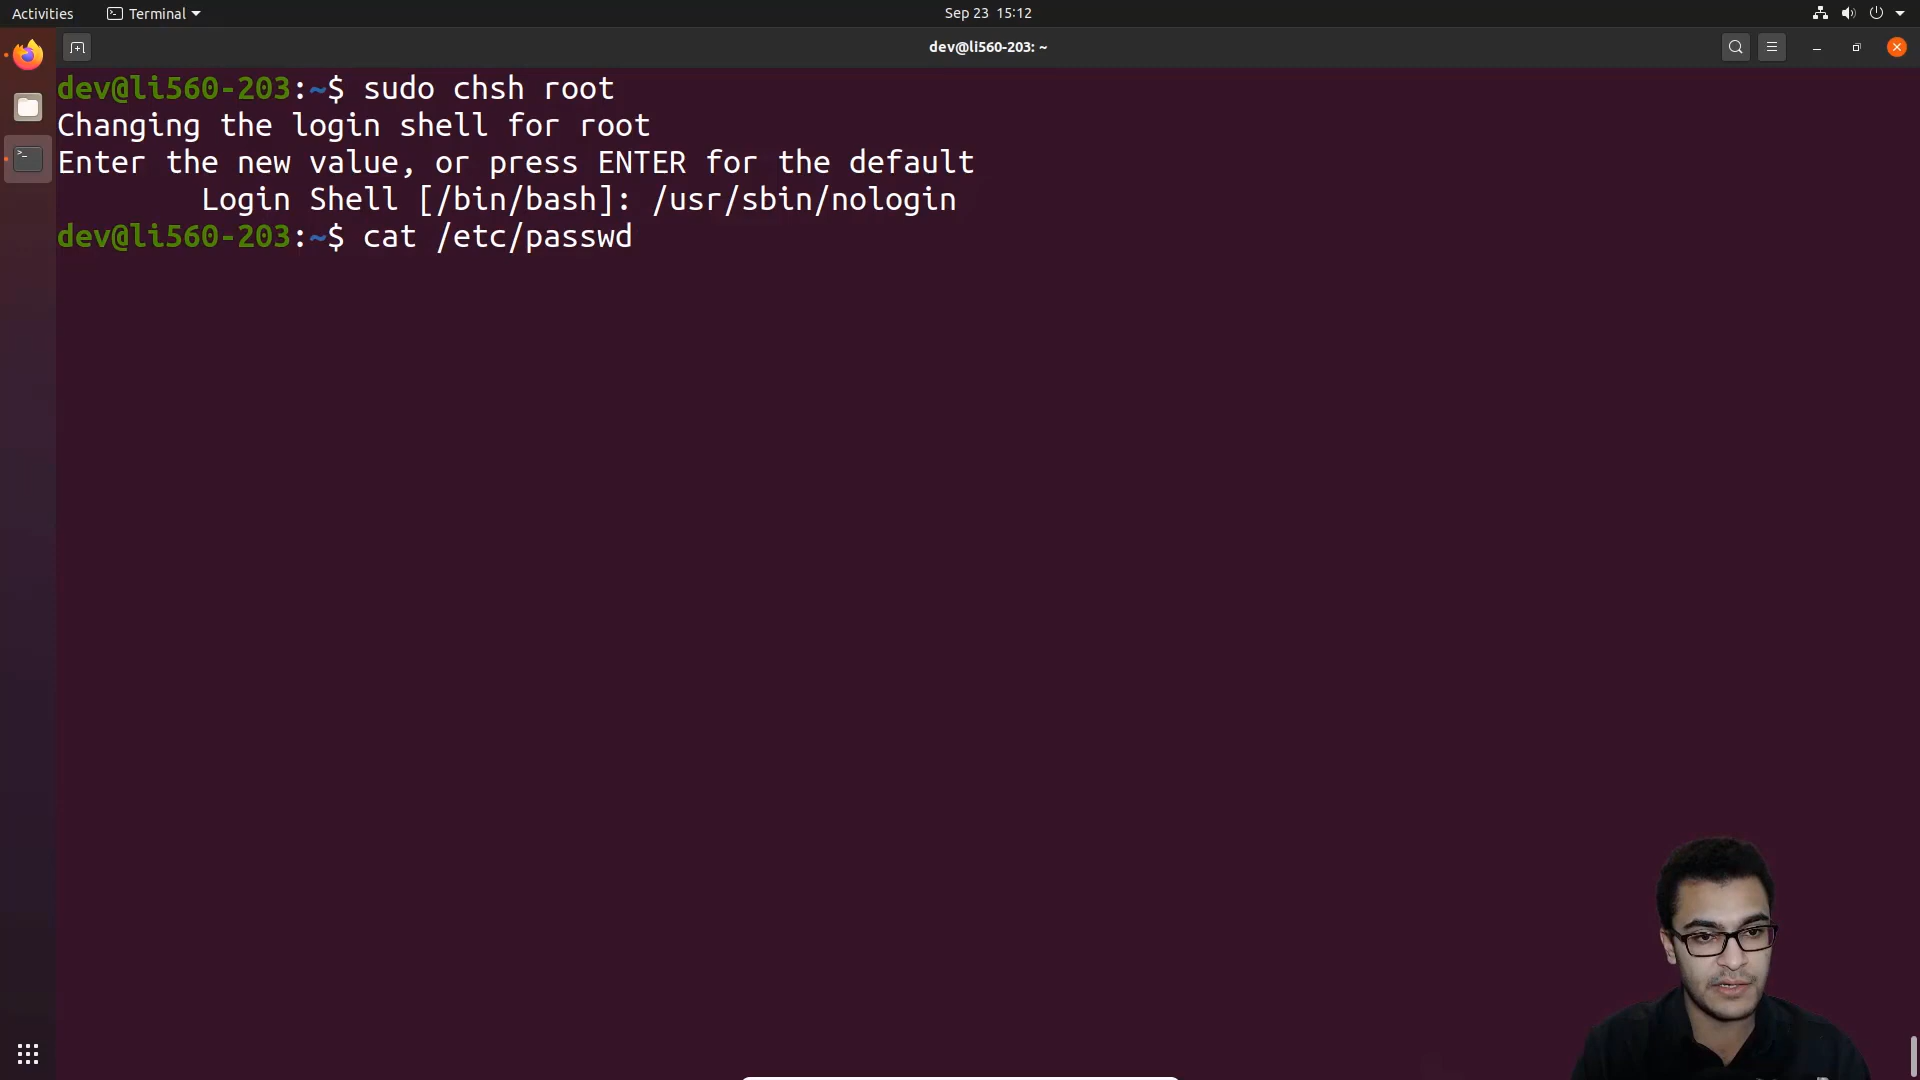 Activities
Terminal
Sep 23 15:12
dev@li560-203: ~
dev@li560-203:~$ sudo chsh root
Changing the login shell for root
Enter the new value, or press ENTER for the default
Login Shell [/bin/bash]: /usr/sbin/nologin
dev@li560-203:~$ cat /etc/passwd